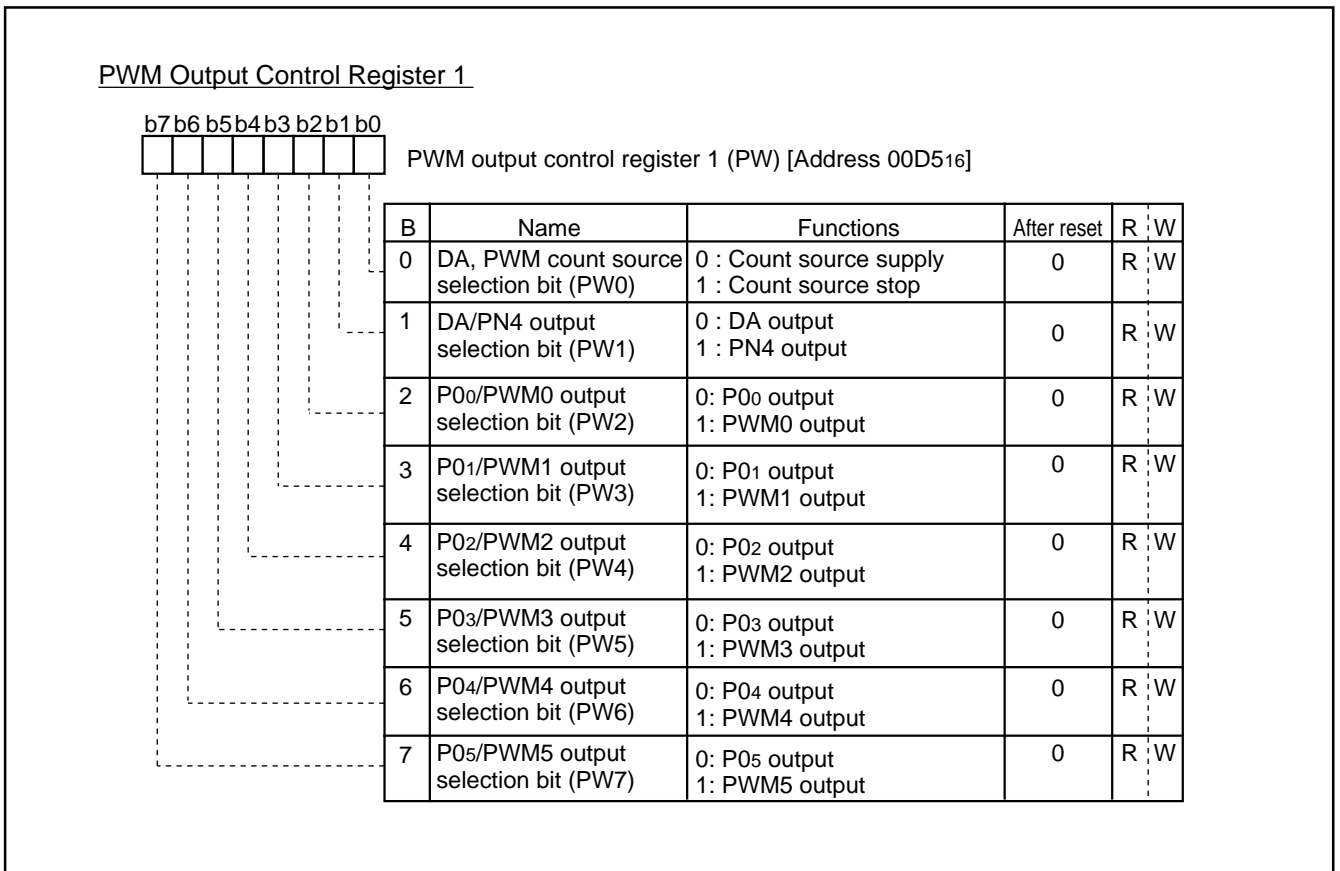 PWM Output Control Register 1
b7 b6 b5 b4 b3 b2 b1 b0
PWM output control register 1 (PW) [Address 00D516]
B Name Functions After reset R W
0 DA, PWM count source selection bit (PW0) 0 : Count source supply 1 : Count source stop 0 R W
1 DA/PN4 output selection bit (PW1) 0 : DA output 1 : PN4 output 0 R W
2 P00/PWM0 output selection bit (PW2) 0: P00 output 1: PWM0 output 0 R W
3 P01/PWM1 output selection bit (PW3) 0: P01 output 1: PWM1 output 0 R W
4 P02/PWM2 output selection bit (PW4) 0: P02 output 1: PWM2 output 0 R W
5 P03/PWM3 output selection bit (PW5) 0: P03 output 1: PWM3 output 0 R W
6 P04/PWM4 output selection bit (PW6) 0: P04 output 1: PWM4 output 0 R W
7 P05/PWM5 output selection bit (PW7) 0: P05 output 1: PWM5 output 0 R W